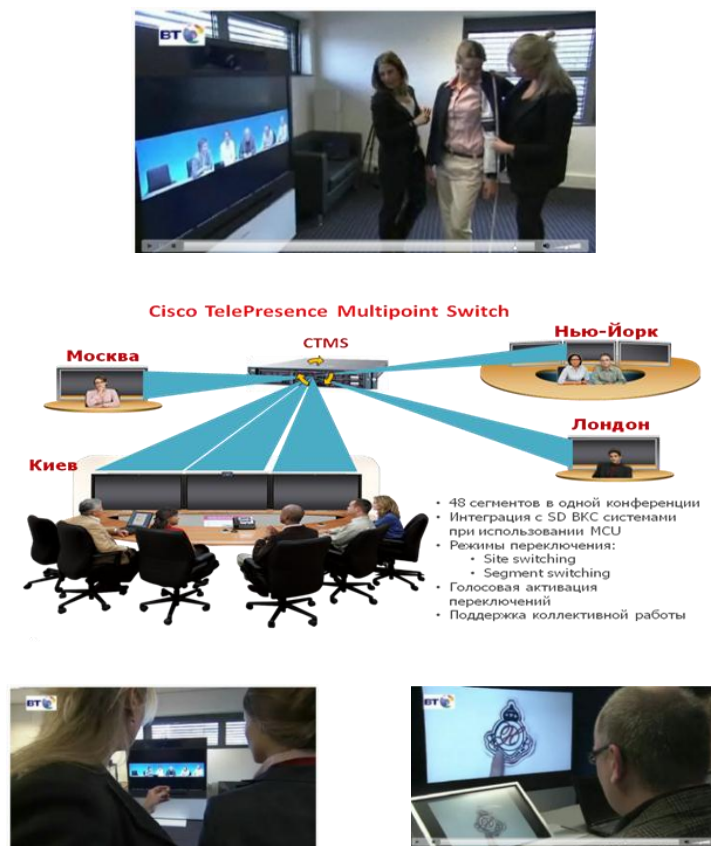 BT
Cisco TelePresence Multipoint Switch
CTMS
Нью-Йорк
Москва
Лондон
Киев
• 48 сегментов в одной конференции
• Интеграция с SD ВКС системами
при использовании MCU
• Режимы переключения:
• Site switching
• Segment switching
• Голосовая активация
переключений
• Поддержка коллективной работы
BT
BT